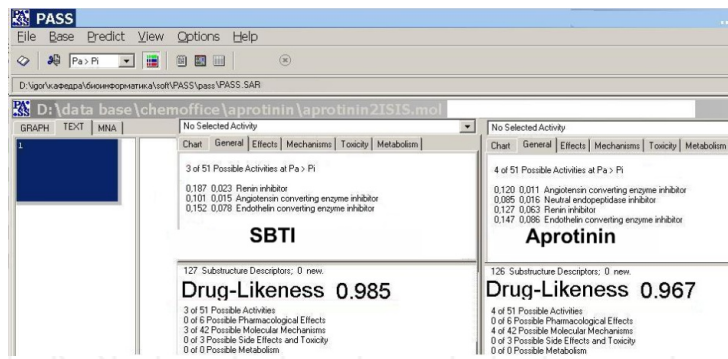 PASS
File Base Predict View Options Help
Pa > Pi
D:\igor\кафедра\биоинформатика\soft\PASS\pass\PASS.SAR
D:\data base\chemoffice\aprotinin\aprotinin2ISIS.mol
GRAPH TEXT MNA
1
No Selected Activity
Chart General Effects Mechanisms Toxicity Metabolism
3 of 51 Possible Activities at Pa > Pi
0,187 0,023 Renin inhibitor
0,101 0,015 Angiotensin converting enzyme inhibitor
0,152 0,078 Endothelin converting enzyme inhibitor
SBTI
127 Substructure Descriptors; 0 new.
Drug-Likeness 0.985
3 of 51 Possible Activities
0 of 6 Possible Pharmacological Effects
3 of 42 Possible Molecular Mechanisms
0 of 3 Possible Side Effects and Toxicity
0 of 0 Possible Metabolism
No Selected Activity
Chart General Effects Mechanisms Toxicity Metabolism
4 of 51 Possible Activities at Pa > Pi
0,120 0,011 Angiotensin converting enzyme inhibitor
0,085 0,016 Neutral endopeptidase inhibitor
0,127 0,063 Renin inhibitor
0,147 0,086 Endothelin converting enzyme inhibitor
Aprotinin
126 Substructure Descriptors; 0 new.
Drug-Likeness 0.967
4 of 51 Possible Activities
0 of 6 Possible Pharmacological Effects
4 of 42 Possible Molecular Mechanisms
0 of 3 Possible Side Effects and Toxicity
0 of 0 Possible Metabolism